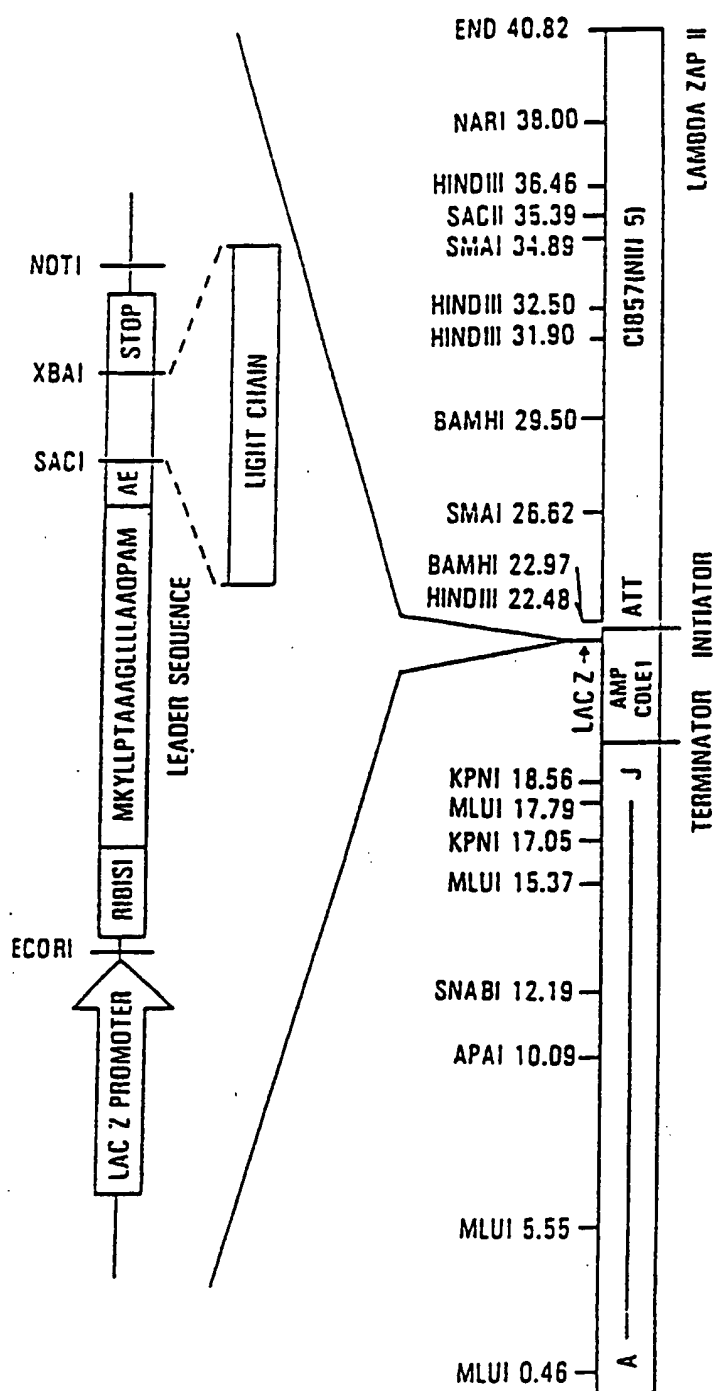 NOTI
STOP
XBAI
SACI
AE
MKYLLPTAAAGLLLLAAQPAM
RIBISI
ECORI
LAC Z PROMOTER
LEADER SEQUENCE
LIGHT CHAIN
END 40.82
NARI 38.00
HINDIII 36.46
SACII 35.39
SMAI 34.89
HINDIII 32.50
HINDIII 31.90
BAMHI 29.50
SMAI 26.62
BAMHI 22.97
HINDIII 22.48
LAC Z→
KPNI 18.56
MLUI 17.79
KPNI 17.05
MLUI 15.37
SNABI 12.19
APAI 10.09
MLUI 5.55
MLUI 0.46
CI857(NIN 5)
ATT
AMP
COLE1
J
A
LAMBDA ZAP II
INITIATOR
TERMINATOR